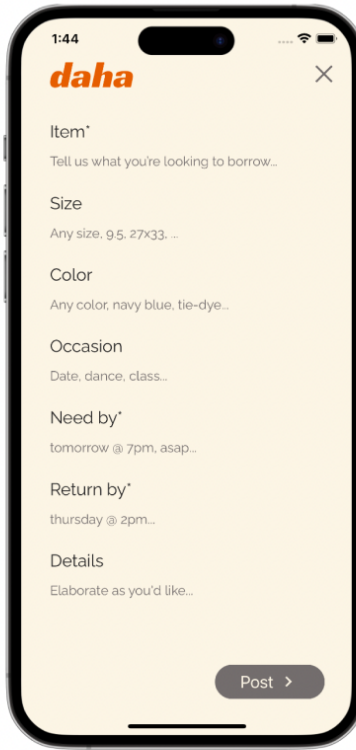 1:44
daha
Item*
Tell us what you're looking to borrow...
Size
Any size, 9.5, 27x33, ...
Color
Any color, navy blue, tie-dye...
Occasion
Date, dance, class...
Need by*
tomorrow @ 7pm, asap...
Return by*
thursday @ 2pm...
Details
Elaborate as you'd like...
Post